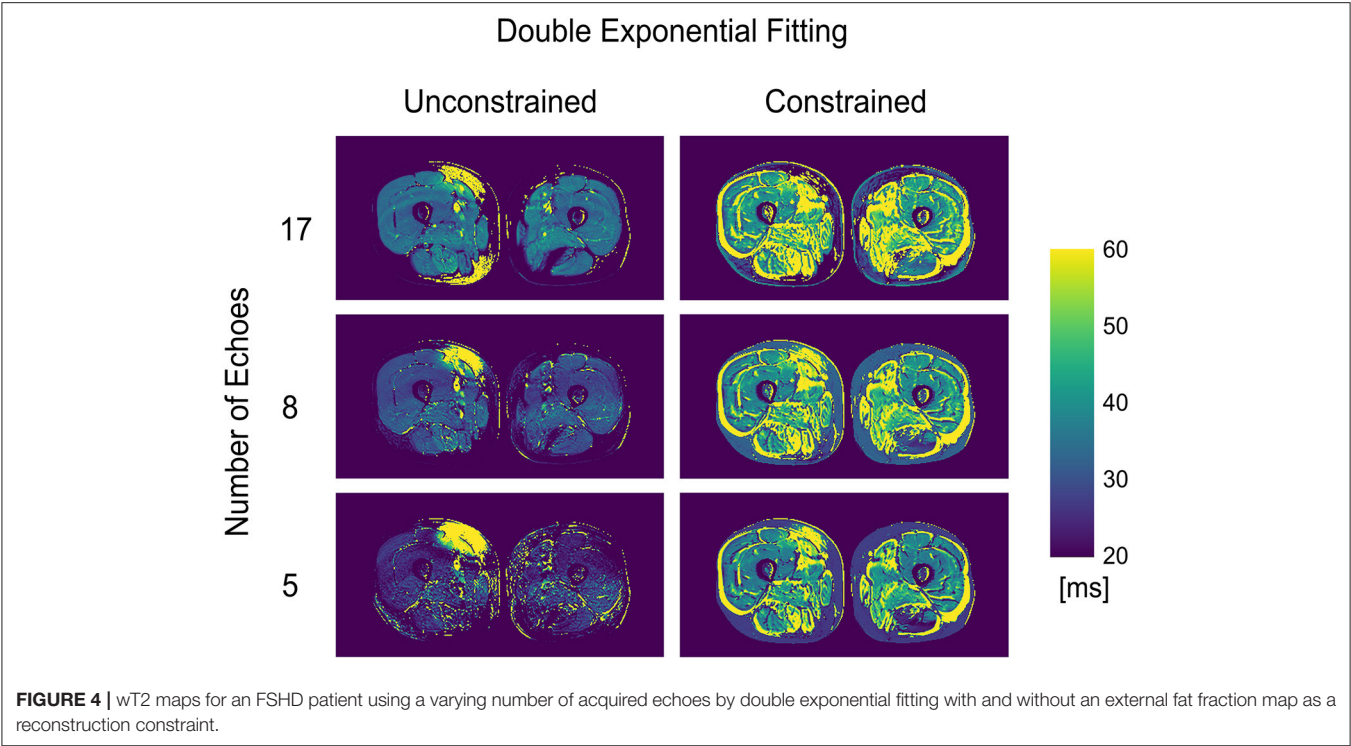 Double Exponential Fitting
Unconstrained
Constrained
Number of Echoes
17
8
5
60
50
40
30
20
[ms]
FIGURE 4 | wT2 maps for an FSHD patient using a varying number of acquired echoes by double exponential fitting with and without an external fat fraction map as a
reconstruction constraint.